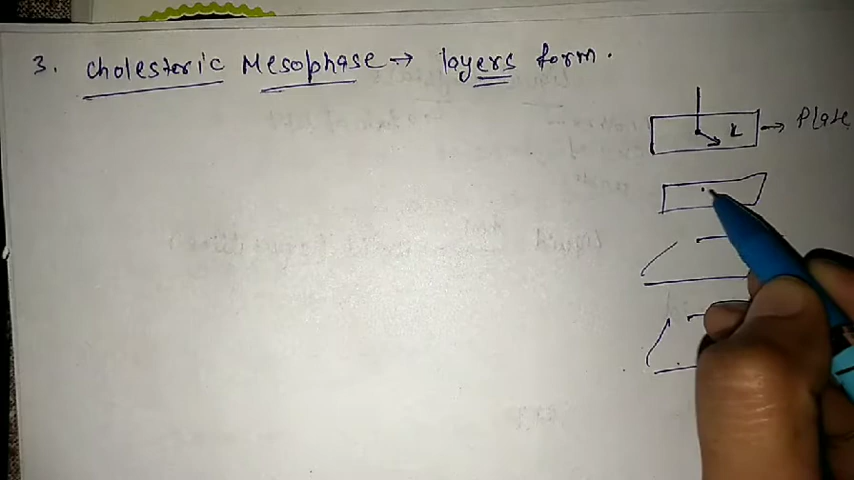 3. Cholesteric Mesophase → layers form.
L → Plate